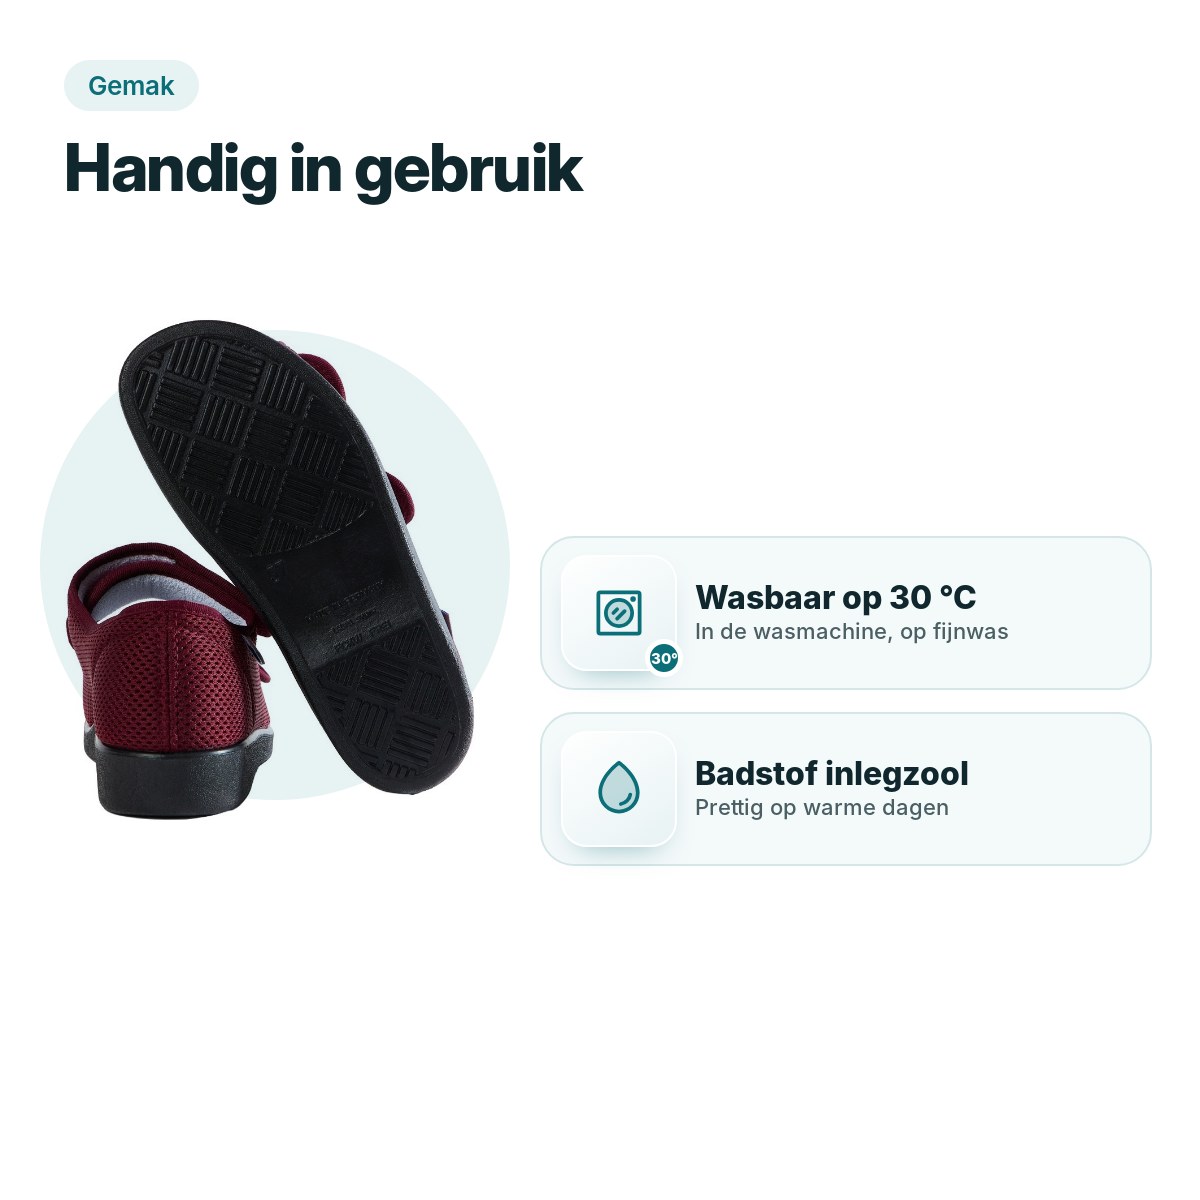 Gemak
Handig in gebruik
Wasbaar op 30 °C
In de wasmachine, op fijnwas
30°
Badstof inlegzool
Prettig op warme dagen